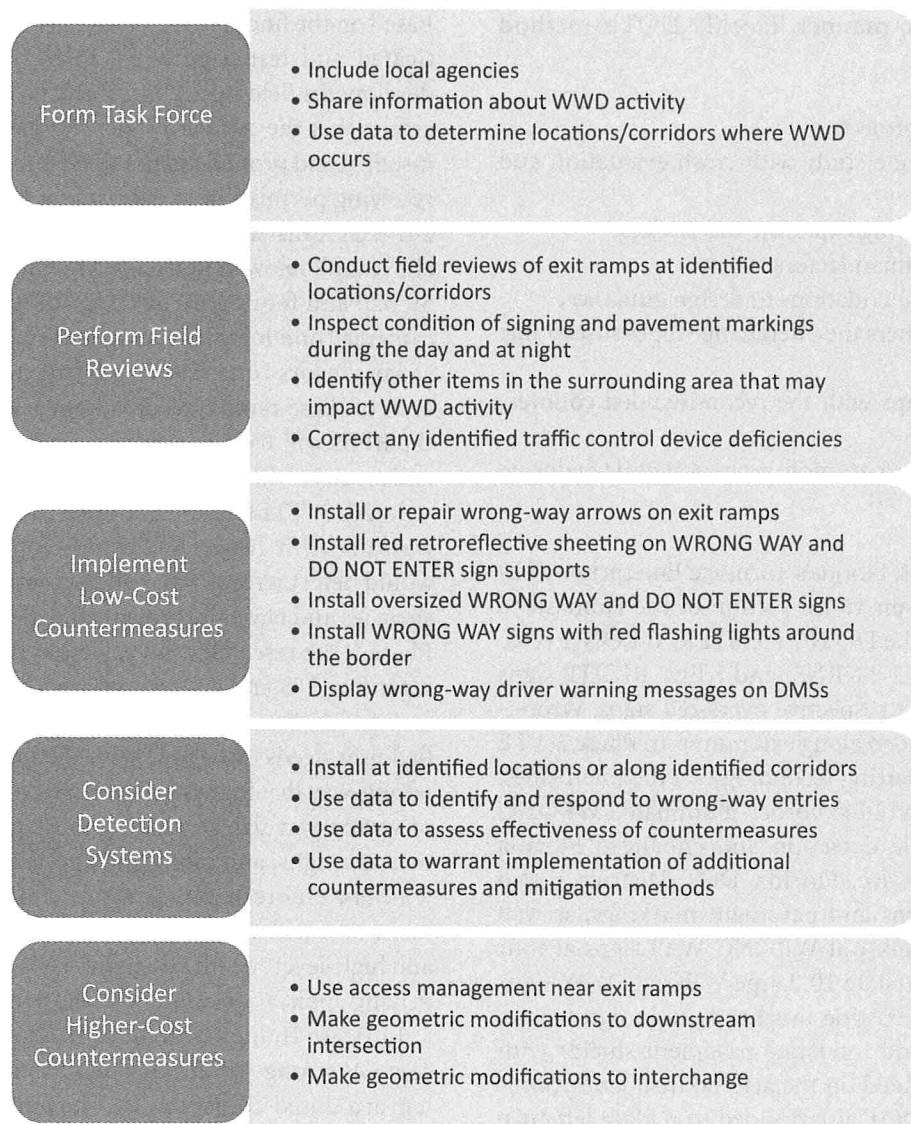 Form Task Force
• Include local agencies
• Share information about WWD activity
• Use data to determine locations/corridors where WWD
occurs
Perform Field
Reviews
• Conduct field reviews of exit ramps at identified
locations/corridors
• Inspect condition of signing and pavement markings
during the day and at night
• Identify other items in the surrounding area that may
impact WWD activity
• Correct any identified traffic control device deficiencies
Implement
Low-Cost
Countermeasures
• Install or repair wrong-way arrows on exit ramps
• Install red retroreflective sheeting on WRONG WAY and
DO NOT ENTER sign supports
• Install oversized WRONG WAY and DO NOT ENTER signs
• Install WRONG WAY signs with red flashing lights around
the border
• Display wrong-way driver warning messages on DMSs
Consider
Detection
Systems
• Install at identified locations or along identified corridors
• Use data to identify and respond to wrong-way entries
• Use data to assess effectiveness of countermeasures
• Use data to warrant implementation of additional
countermeasures and mitigation methods
Consider
Higher-Cost
Countermeasures
• Use access management near exit ramps
• Make geometric modifications to downstream
intersection
• Make geometric modifications to interchange